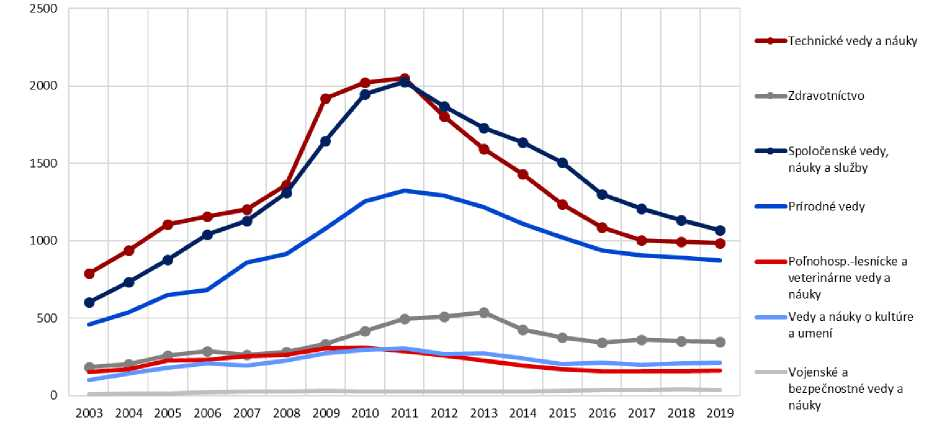 2500
2000
1500
1000
500
0
2003 2004 2005 2006 2007 2008 2009 2010 2011 2012 2013 2014 2015 2016 2017 2018 2019
Technické vedy a náuky
Zdravotníctvo
Spoločenské vedy,
náuky a služby
Prírodné vedy
Poľnohosp.-lesnícke a
veterinárne vedy a
náuky
Vedy a náuky o kultúre
a umení
Vojenské a
bezpečnostné vedy a
náuky